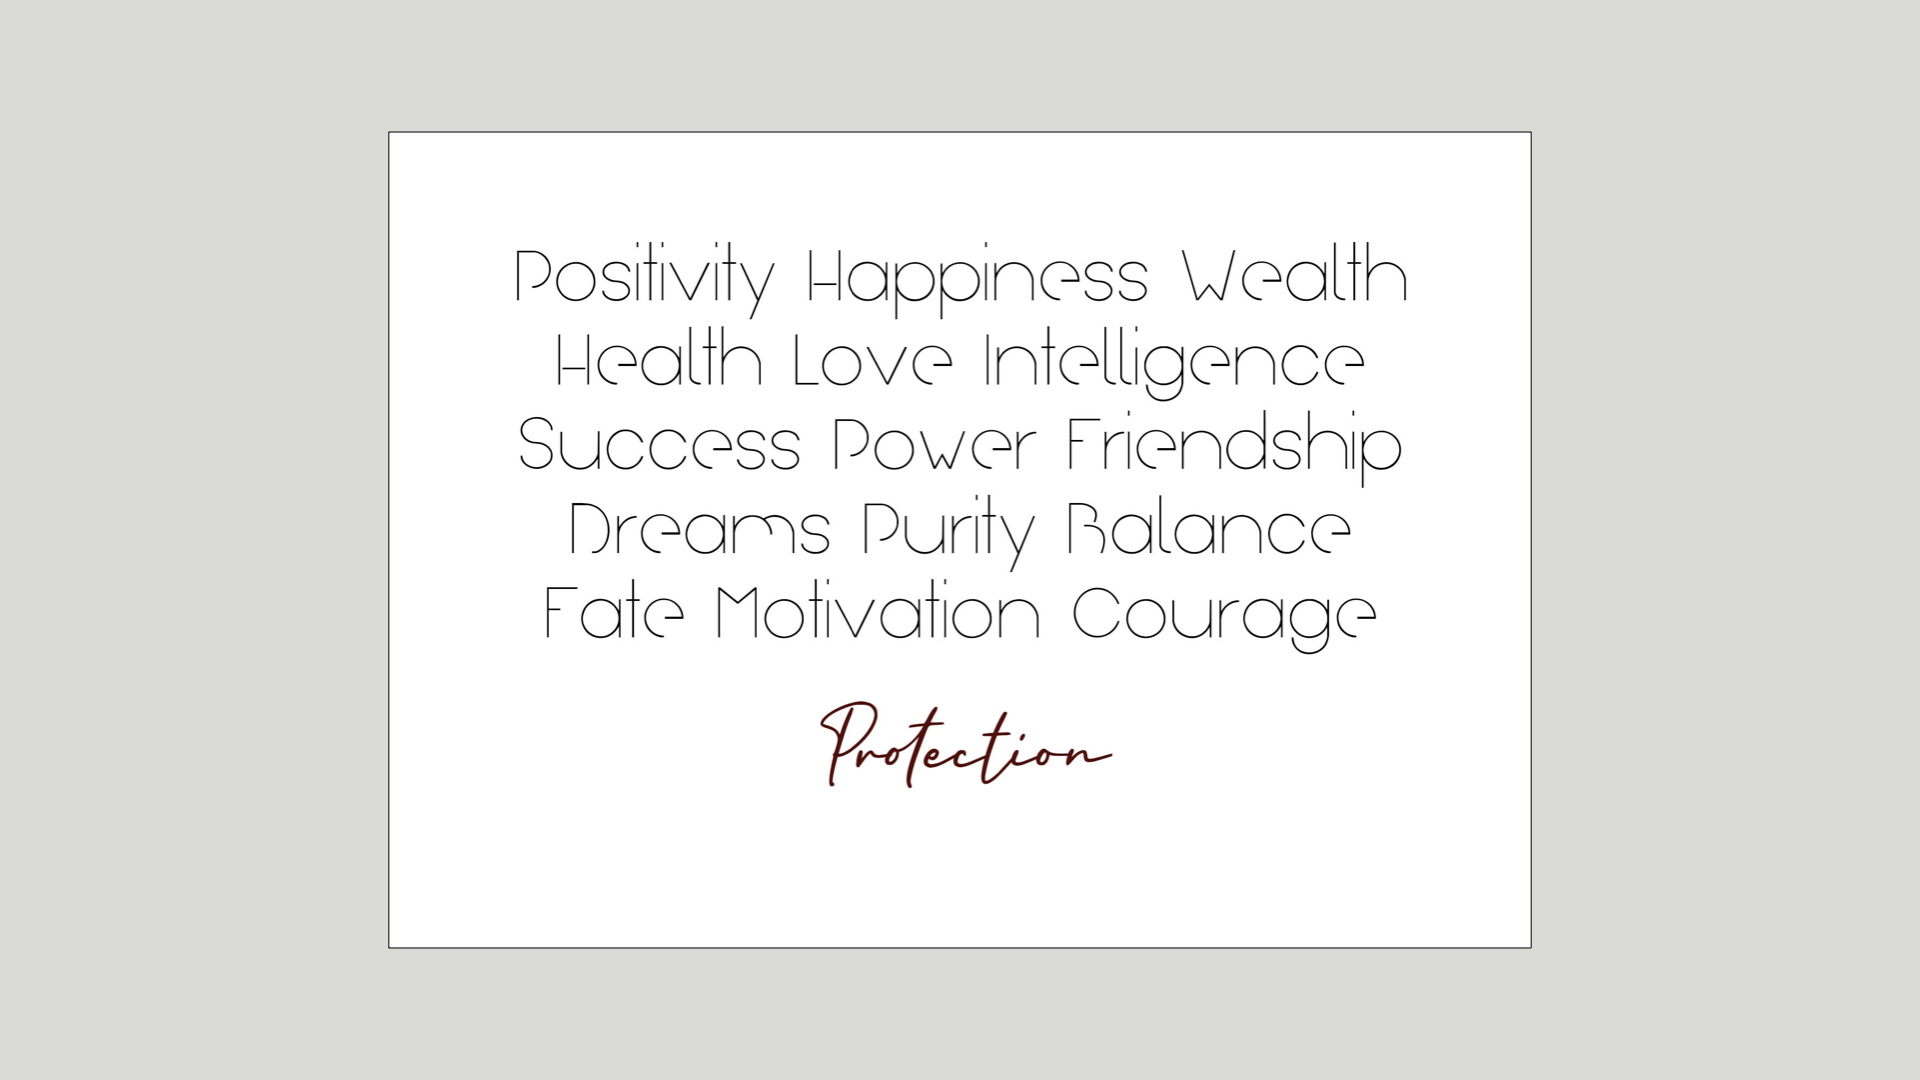 Positivity Happiness Wealth
Health Love Intelligence
Success Power Friendship
Dreams Purity Balance
Fate Motivation Courage
Protection